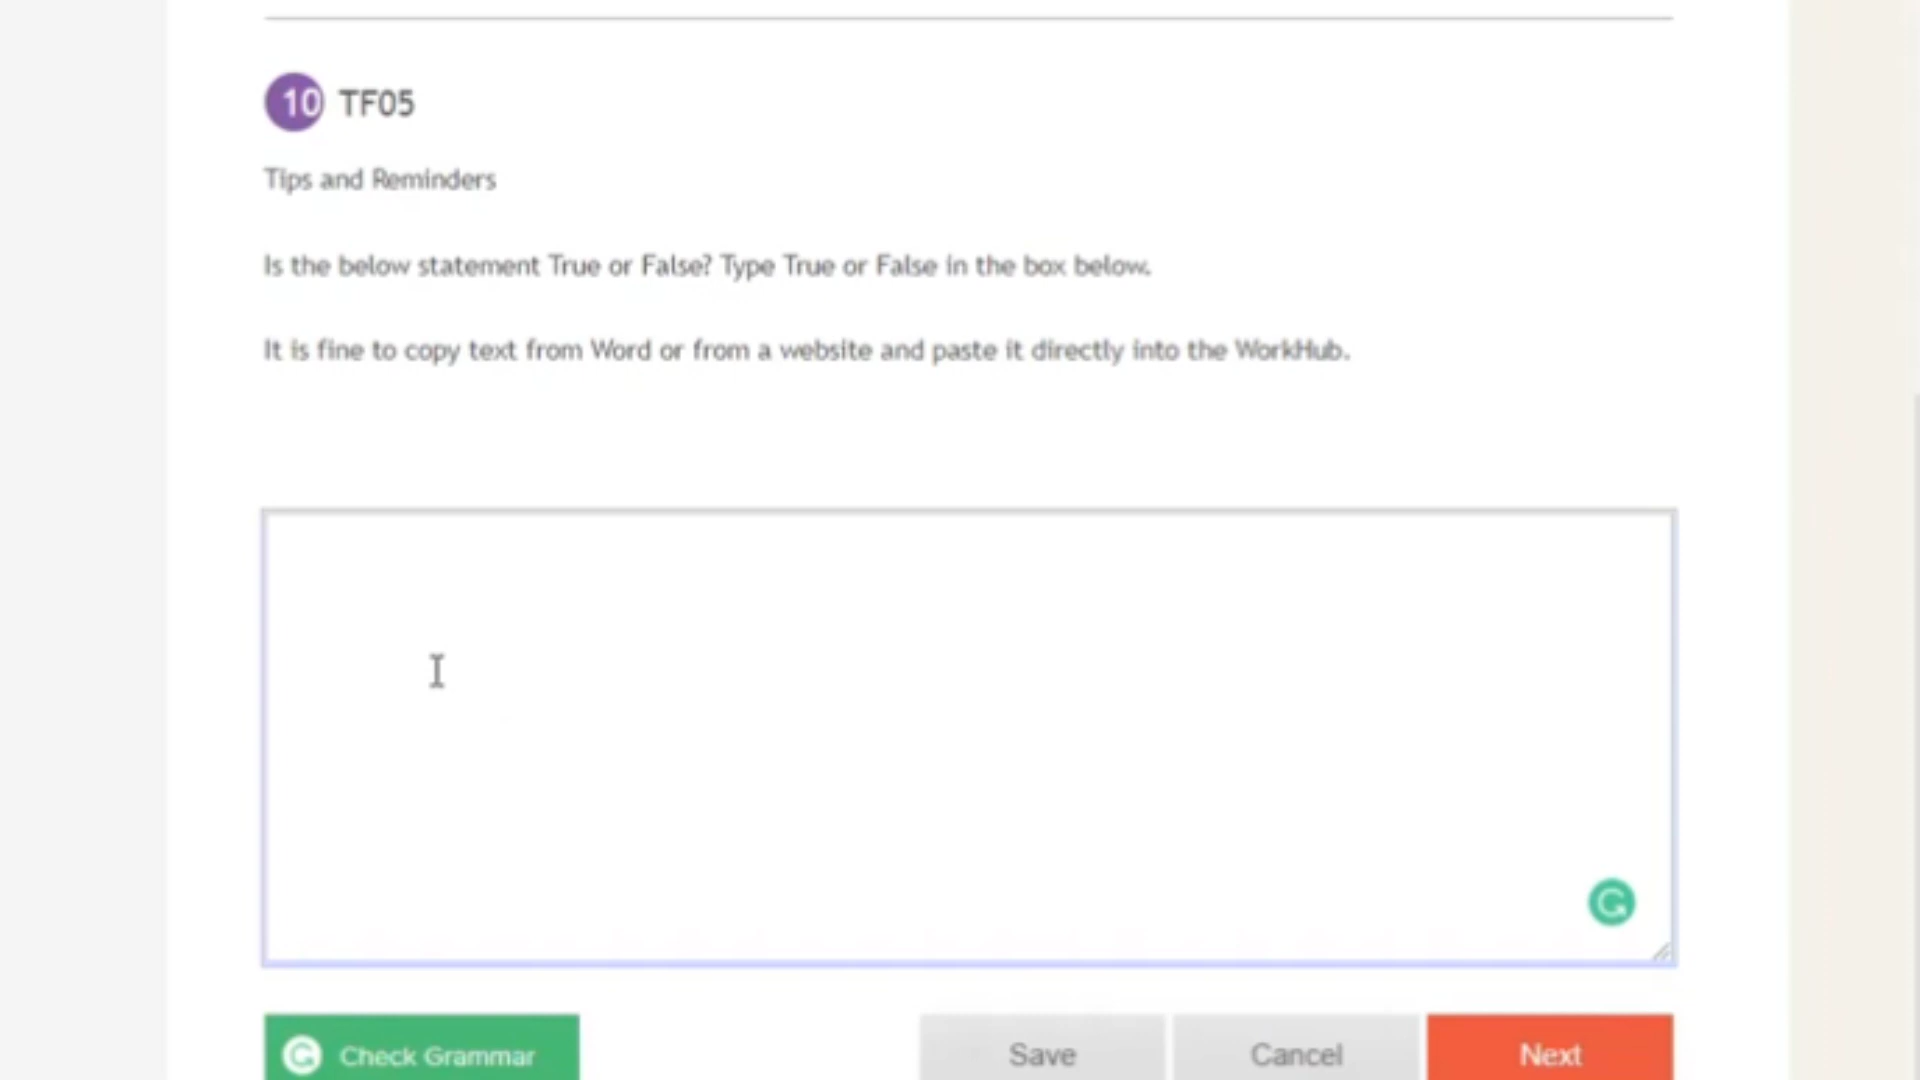 10 TF05
Tips and Reminders
Is the below statement True or False? Type True or False in the box below.
It is fine to copy text from Word or from a website and paste it directly into the WorkHub.
Check Grammar
Save
Cancel
Next